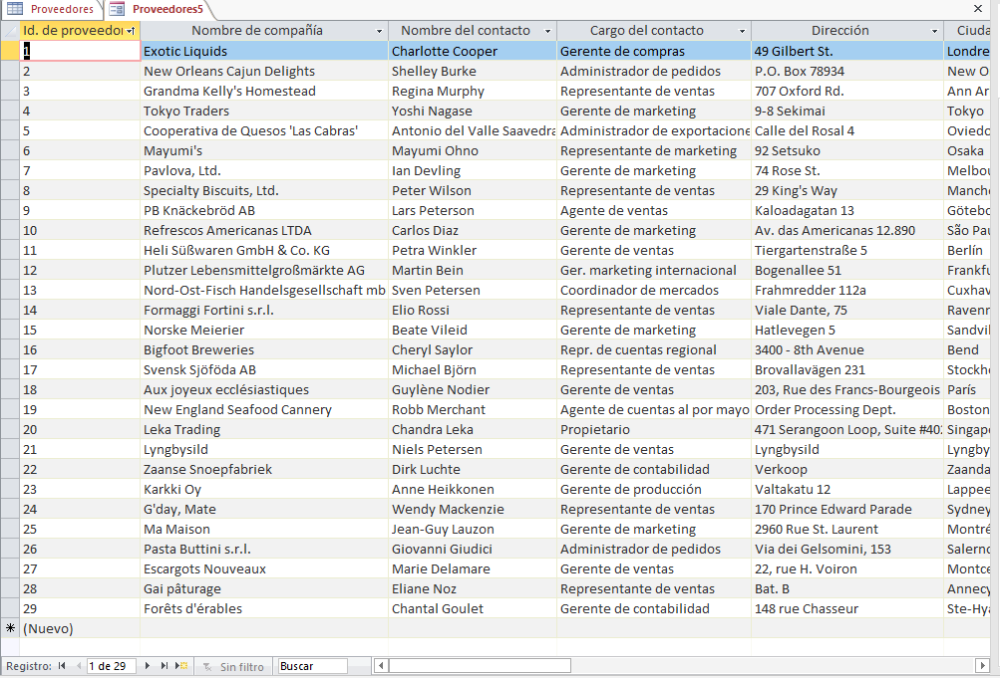 Proveedores Proveedores5
Id. de proveedor Nombre de compañía Nombre del contacto Cargo del contacto Dirección Ciuda
1 Exotic Liquids Charlotte Cooper Gerente de compras 49 Gilbert St. Londre
2 New Orleans Cajun Delights Shelley Burke Administrador de pedidos P.O. Box 78934 New O
3 Grandma Kelly's Homestead Regina Murphy Representante de ventas 707 Oxford Rd. Ann Ar
4 Tokyo Traders Yoshi Nagase Gerente de marketing 9-8 Sekimai Tokyo
5 Cooperativa de Quesos 'Las Cabras' Antonio del Valle Saavedra Administrador de exportacione Calle del Rosal 4 Oviedo
6 Mayumi's Mayumi Ohno Representante de marketing 92 Setsuko Osaka
7 Pavlova, Ltd. Ian Devling Gerente de marketing 74 Rose St. Melbou
8 Specialty Biscuits, Ltd. Peter Wilson Representante de ventas 29 King's Way Manche
9 PB Knäckebröd AB Lars Peterson Agente de ventas Kaloadagatan 13 Götebo
10 Refrescos Americanas LTDA Carlos Diaz Gerente de marketing Av. das Americanas 12.890 São Pau
11 Heli Süßwaren GmbH & Co. KG Petra Winkler Gerente de ventas Tiergartenstraße 5 Berlín
12 Plutzer Lebensmittelgroßmärkte AG Martin Bein Ger. marketing internacional Bogenallee 51 Frankfu
13 Nord-Ost-Fisch Handelsgesellschaft mb Sven Petersen Coordinador de mercados Frahmredder 112a Cuxhav
14 Formaggi Fortini s.r.l. Elio Rossi Representante de ventas Viale Dante, 75 Ravenn
15 Norske Meierier Beate Vileid Gerente de marketing Hatlevegen 5 Sandvil
16 Bigfoot Breweries Cheryl Saylor Repr. de cuentas regional 3400 - 8th Avenue Bend
17 Svensk Sjöföda AB Michael Björn Representante de ventas Brovallavägen 231 Stockh
18 Aux joyeux ecclésiastiques Guylène Nodier Gerente de ventas 203, Rue des Francs-Bourgeois París
19 New England Seafood Cannery Robb Merchant Agente de cuentas al por mayo Order Processing Dept. Boston
20 Leka Trading Chandra Leka Propietario 471 Serangoon Loop, Suite #402 Singap
21 Lyngbysild Niels Petersen Gerente de ventas Lyngbysild Lyngby
22 Zaanse Snoepfabriek Dirk Luchte Gerente de contabilidad Verkoop Zaanda
23 Karkki Oy Anne Heikkonen Gerente de producción Valtakatu 12 Lappee
24 G'day, Mate Wendy Mackenzie Representante de ventas 170 Prince Edward Parade Sydney
25 Ma Maison Jean-Guy Lauzon Gerente de marketing 2960 Rue St. Laurent Montré
26 Pasta Buttini s.r.l. Giovanni Giudici Administrador de pedidos Via dei Gelsomini, 153 Salerno
27 Escargots Nouveaux Marie Delamare Gerente de ventas 22, rue H. Voiron Montce
28 Gai pâturage Eliane Noz Representante de ventas Bat. B Annecy
29 Forêts d'érables Chantal Goulet Gerente de contabilidad 148 rue Chasseur Ste-Hya
(Nuevo)
Registro: 1 de 29 Sin filtro Buscar